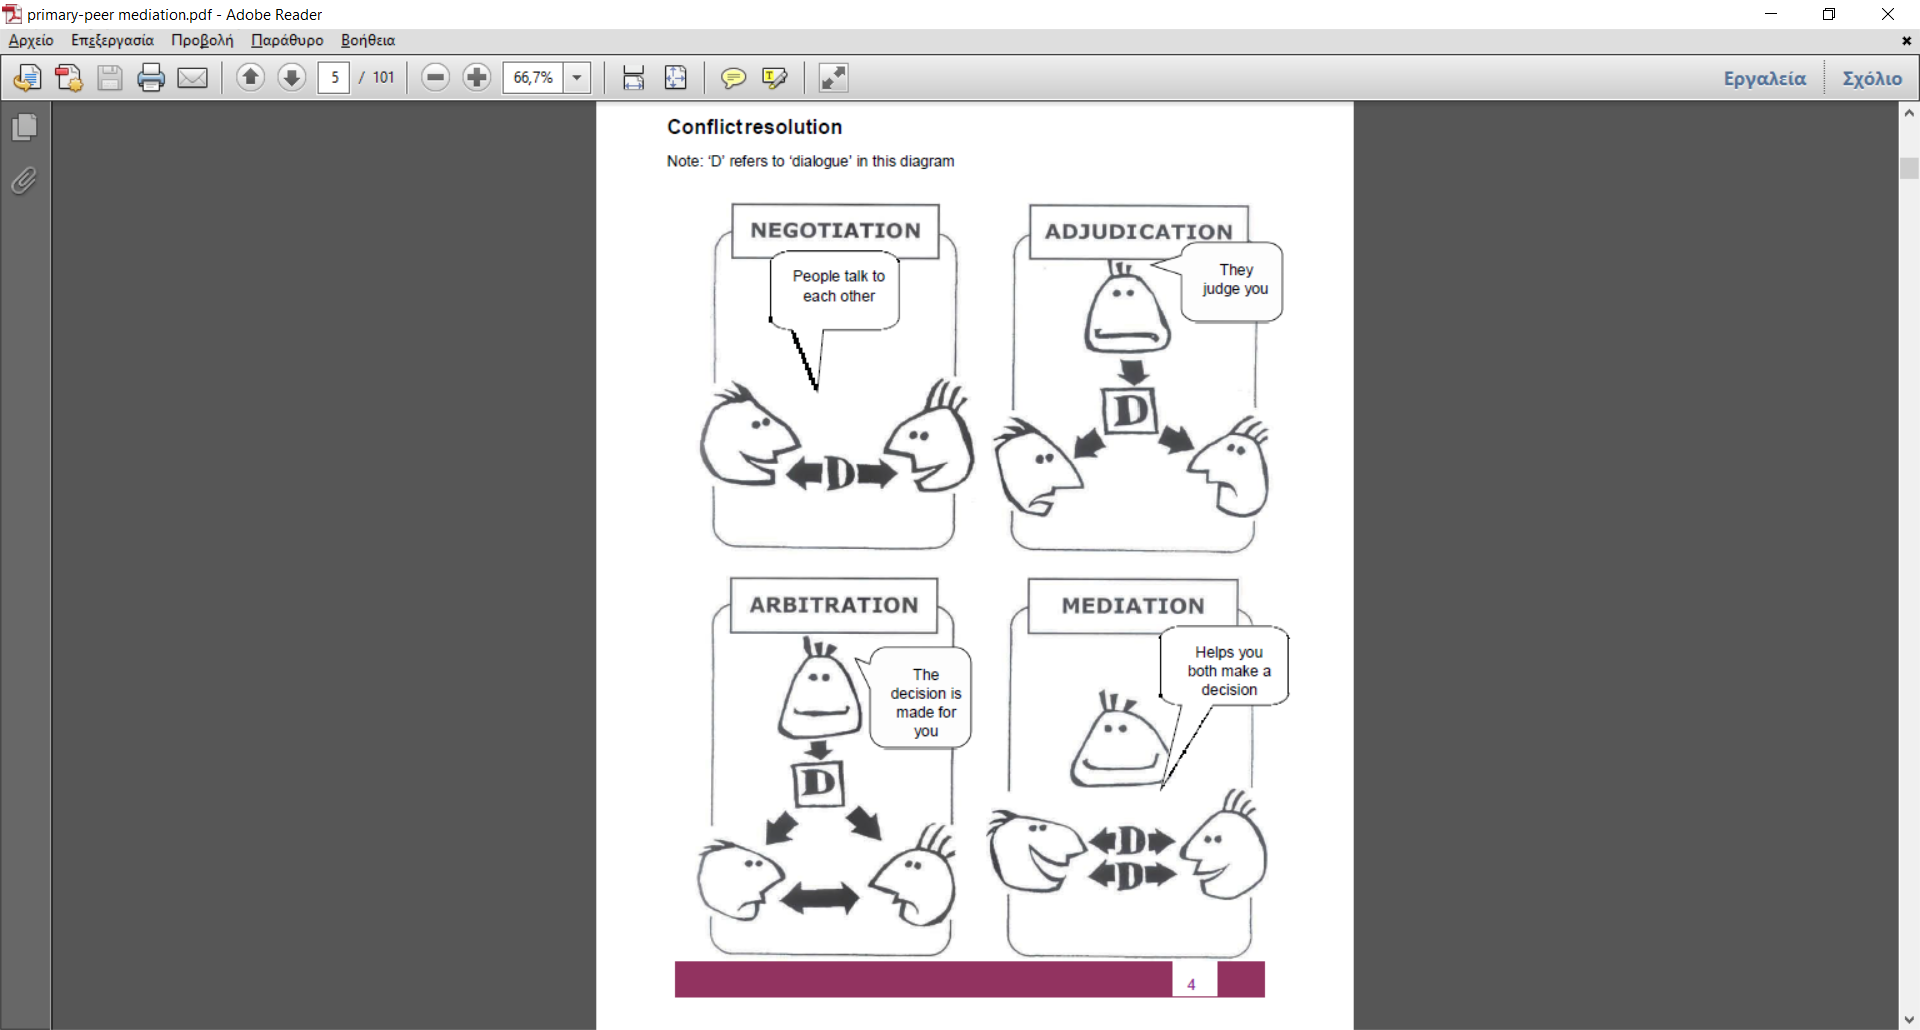 primary-peer mediation.pdf - Adobe Reader
Αρχείο Επεξεργασία Προβολή Παράθυρο Βοήθεια
5 / 101 66,7% Εργαλεία Σχόλιο
Conflict resolution
Note: ‘D’ refers to ‘dialogue’ in this diagram
NEGOTIATION
People talk to
each other
D
ADJUDICATION
They
judge you
D
ARBITRATION
The
decision is
made for
you
D
MEDIATION
Helps you
both make a
decision
D
D
4